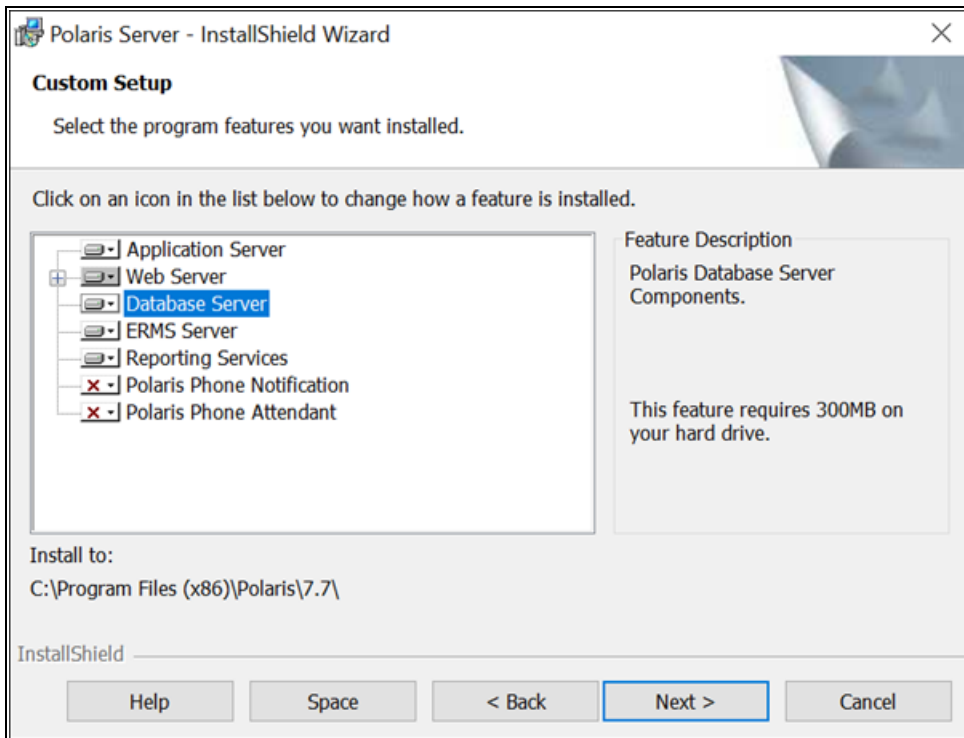 Polaris Server - InstallShield Wizard
Custom Setup
Select the program features you want installed.
Click on an icon in the list below to change how a feature is installed.
Application Server
Web Server
Database Server
ERMS Server
Reporting Services
Polaris Phone Notification
Polaris Phone Attendant
Feature Description
Polaris Database Server
Components.
This feature requires 300MB on
your hard drive.
Install to:
C:\Program Files (x86)\Polaris\7.7\
InstallShield
Help
Space
< Back
Next >
Cancel